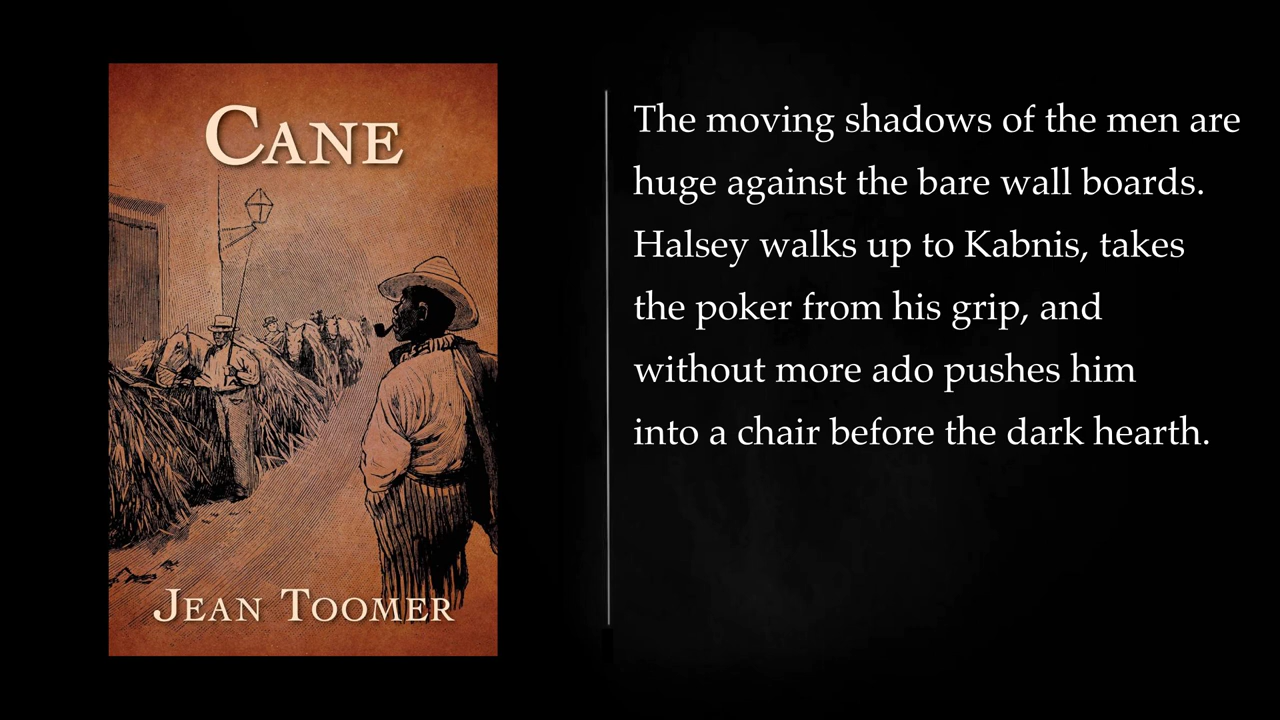 CANE
JEAN TOOMER
The moving shadows of the men are
huge against the bare wall boards.
Halsey walks up to Kabnis, takes
the poker from his grip, and
without more ado pushes him
into a chair before the dark hearth.